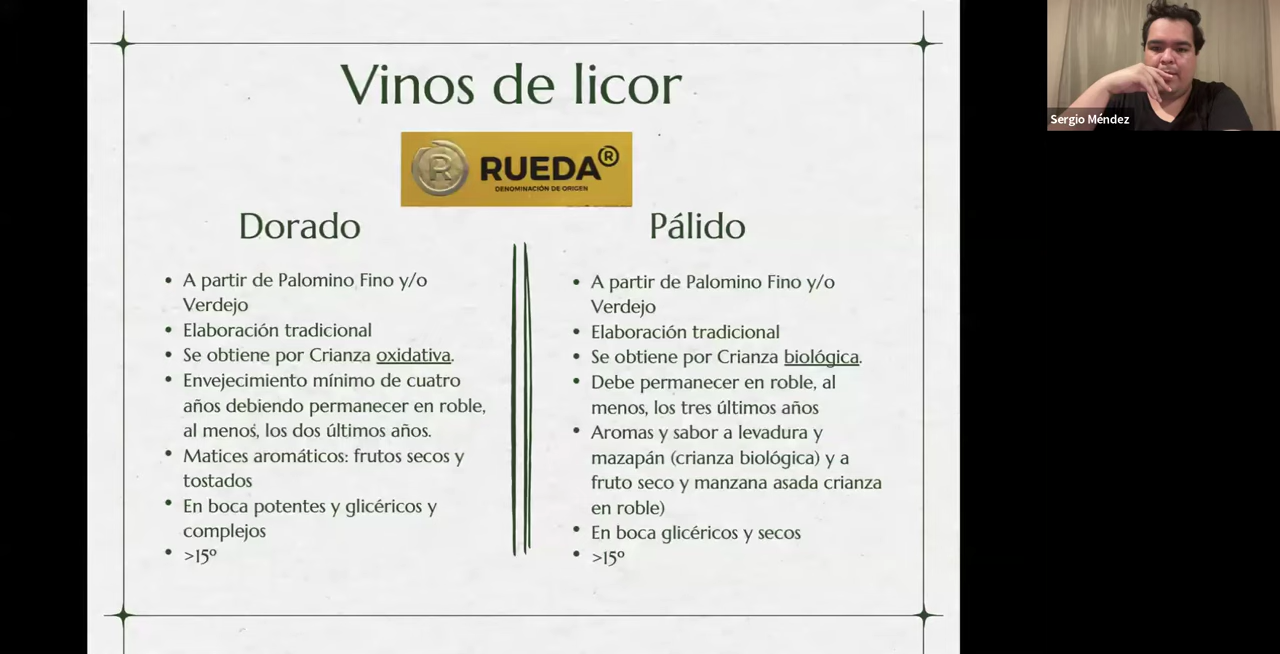 Vinos de licor
R RUEDA®
DENOMINACIÓN DE ORIGEN
Dorado
• A partir de Palomino Fino y/o
Verdejo
• Elaboración tradicional
• Se obtiene por Crianza oxidativa.
• Envejecimiento mínimo de cuatro
años debiendo permanecer en roble,
al menos, los dos últimos años.
• Matices aromáticos: frutos secos y
tostados
• En boca potentes y glicéricos y
complejos
• >15º
Pálido
• A partir de Palomino Fino y/o
Verdejo
• Elaboración tradicional
• Se obtiene por Crianza biológica.
• Debe permanecer en roble, al
menos, los tres últimos años
• Aromas y sabor a levadura y
mazapán (crianza biológica) y a
fruto seco y manzana asada crianza
en roble)
• En boca glicéricos y secos
• >15º
Sergio Méndez